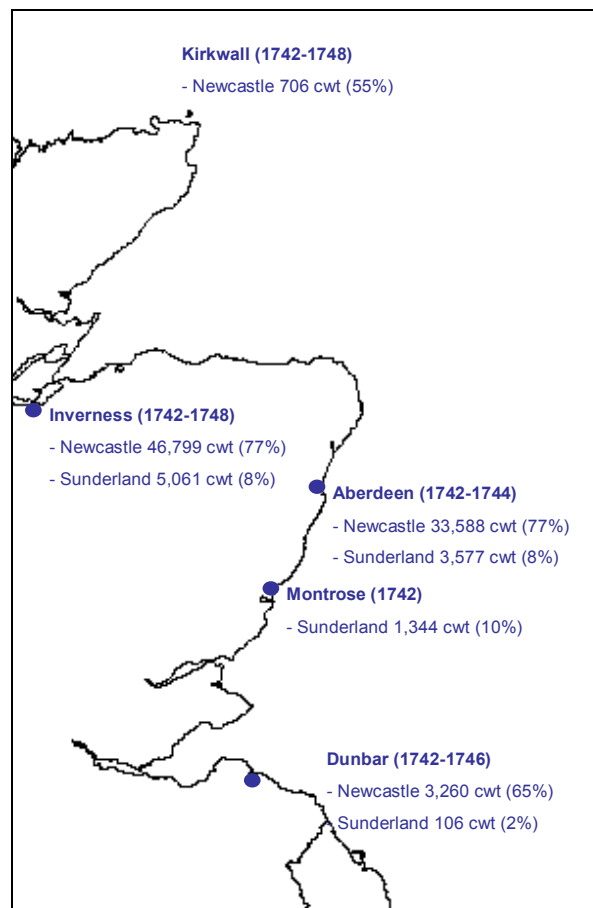 Kirkwall (1742-1748)
- Newcastle 706 cwt (55%)
Inverness (1742-1748)
- Newcastle 46,799 cwt (77%)
- Sunderland 5,061 cwt (8%)
Aberdeen (1742-1744)
- Newcastle 33,588 cwt (77%)
- Sunderland 3,577 cwt (8%)
Montrose (1742)
- Sunderland 1,344 cwt (10%)
Dunbar (1742-1746)
- Newcastle 3,260 cwt (65%)
- Sunderland 106 cwt (2%)